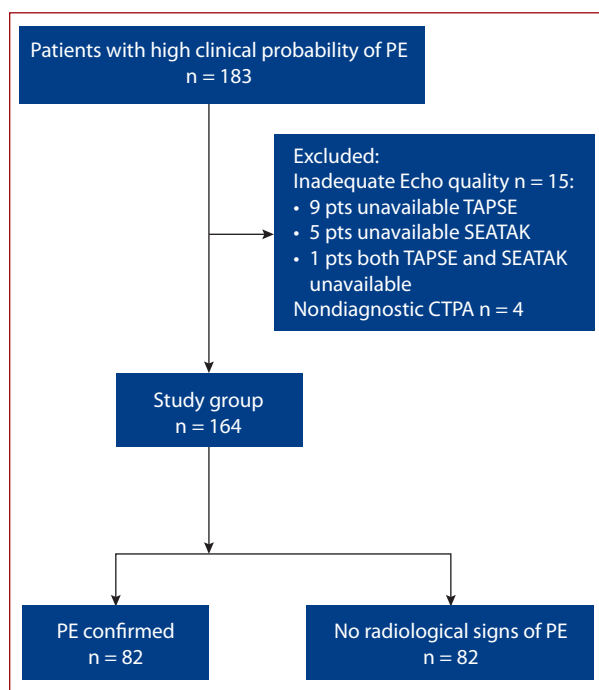 Patients with high clinical probability of PE
n = 183
Excluded:
Inadequate Echo quality n = 15:
• 9 pts unavailable TAPSE
• 5 pts unavailable SEATAK
• 1 pts both TAPSE and SEATAK
unavailable
Nondiagnostic CTPA n = 4
Study group
n = 164
PE confirmed
n = 82
No radiological signs of PE
n = 82